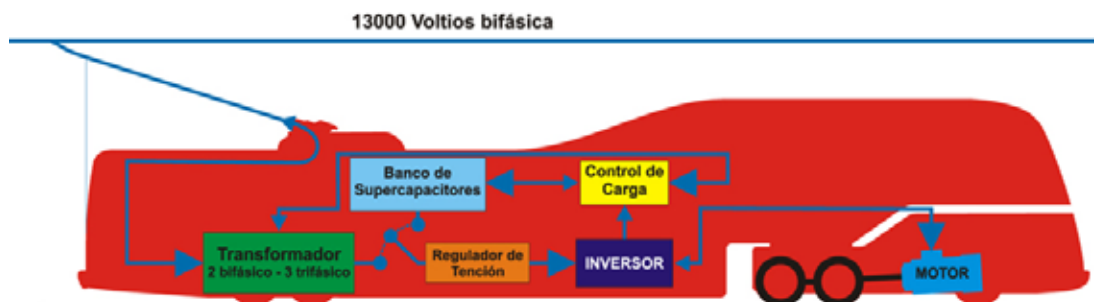 13000 Voltios bifásica
Banco de
Supercapacitores
Control de
Carga
Transformador
2 bifásico - 3 trifásico
Regulador de
Tención
INVERSOR
MOTOR